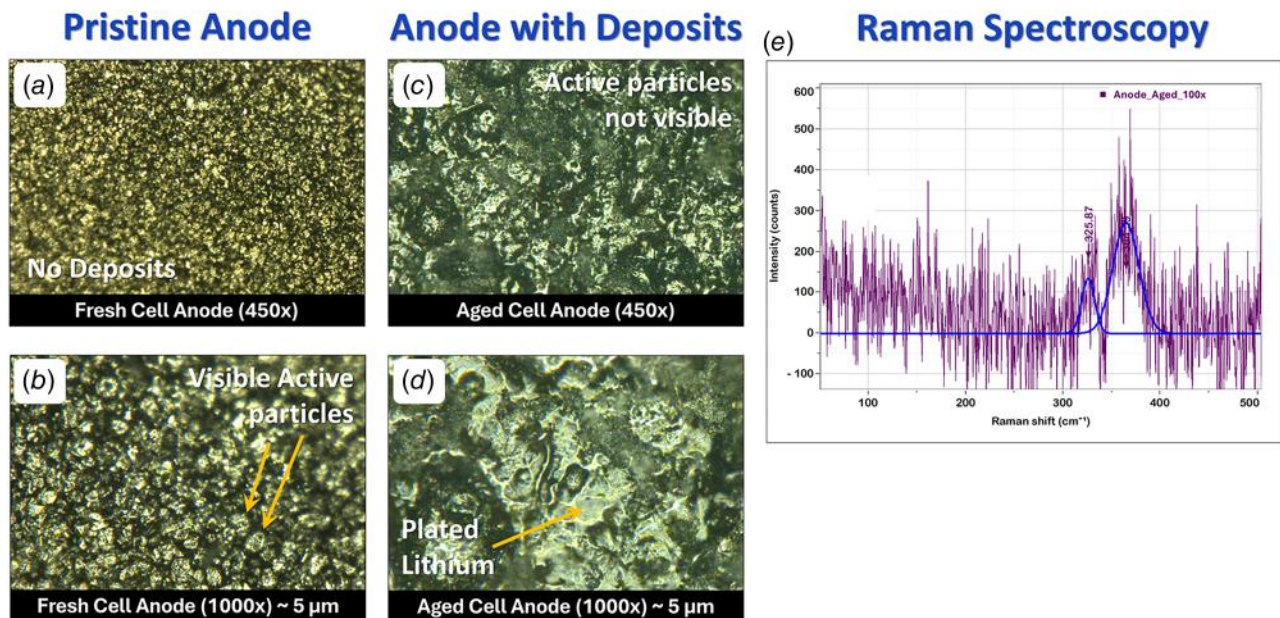 Pristine Anode
Anode with Deposits
Raman Spectroscopy
(a)
No Deposits
Fresh Cell Anode (450x)
(b)
Visible Active
particles
Fresh Cell Anode (1000x) ~ 5 µm
(c)
Active particles
not visible
Aged Cell Anode (450x)
(d)
Plated
Lithium
Aged Cell Anode (1000x) ~ 5 µm
(e)
Anode_Aged_100x
600
500
400
300
200
100
0
- 100
Intensity (counts)
325.87
100
200
300
400
500
Raman shift (cm⁻¹)